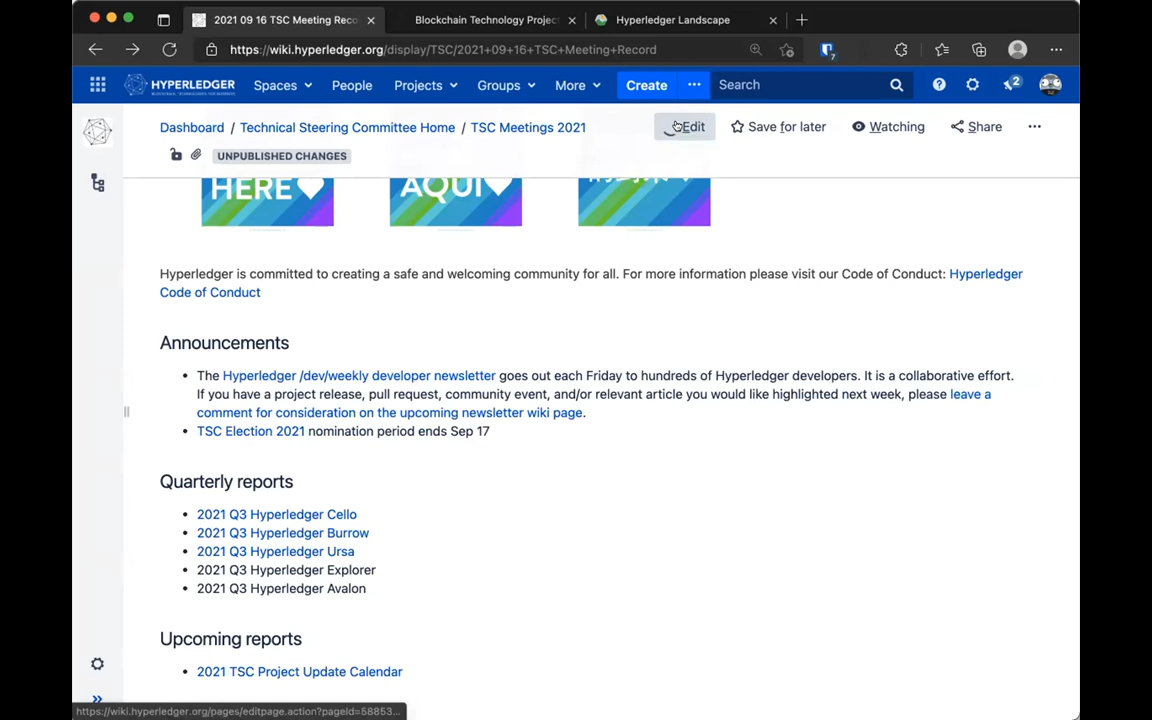 2021 09 16 TSC Meeting Reco
Blockchain Technology Project
Hyperledger Landscape
https://wiki.hyperledger.org/display/TSC/2021+09+16+TSC+Meeting+Record
7
HYPERLEDGER
Spaces
People
Projects
Groups
More
Create
Search
2
Dashboard / Technical Steering Committee Home / TSC Meetings 2021
Edit
Save for later
Watching
Share
UNPUBLISHED CHANGES
HERE
AQUI
Hyperledger is committed to creating a safe and welcoming community for all. For more information please visit our Code of Conduct: Hyperledger
Code of Conduct
Announcements
• The Hyperledger /dev/weekly developer newsletter goes out each Friday to hundreds of Hyperledger developers. It is a collaborative effort.
If you have a project release, pull request, community event, and/or relevant article you would like highlighted next week, please leave a
comment for consideration on the upcoming newsletter wiki page.
• TSC Election 2021 nomination period ends Sep 17
Quarterly reports
• 2021 Q3 Hyperledger Cello
• 2021 Q3 Hyperledger Burrow
• 2021 Q3 Hyperledger Ursa
• 2021 Q3 Hyperledger Explorer
• 2021 Q3 Hyperledger Avalon
Upcoming reports
• 2021 TSC Project Update Calendar
https://wiki.hyperledger.org/pages/editpage.action?pageId=58853...